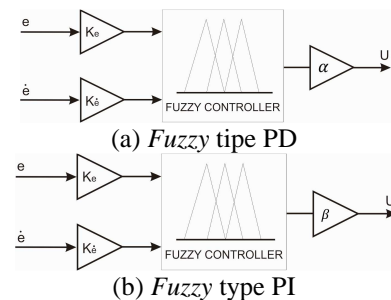 e
Ke
α
U
ė
Kė
FUZZY CONTROLLER
(a) Fuzzy tipe PD
e
Ke
β
U
ė
Kė
FUZZY CONTROLLER
(b) Fuzzy type PI